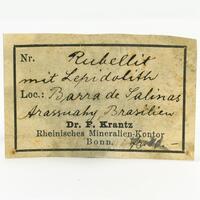 Nr. Rubellit
mit Lepidolith
Loc.: Barra de Salinas
Arassuahy Brasilien
Dr. F. Krantz
Rheinisches Mineralien-Kontor
Bonn.